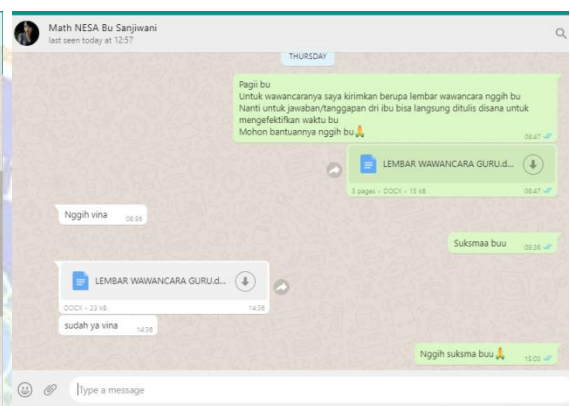 Math NESA Bu Sanjiwani
last seen today at 12:57
THURSDAY
Pagii bu
Untuk wawancaranya saya kirimkan berupa lembar wawancara nggih bu
Nanti untuk jawaban/tanggapan dri ibu bisa langsung ditulis disana untuk
mengefektifkan waktu bu
Mohon bantuannya nggih bu🙏
08:47
LEMBAR WAWANCARA GURU.d...
3 pages • DOCX • 13 kB
08:47
Nggih vina
08:56
Suksmaa buu
09:36
LEMBAR WAWANCARA GURU.d...
DOCX • 23 kB
14:36
sudah ya vina
14:36
Nggih suksma buu🙏
15:03
Type a message